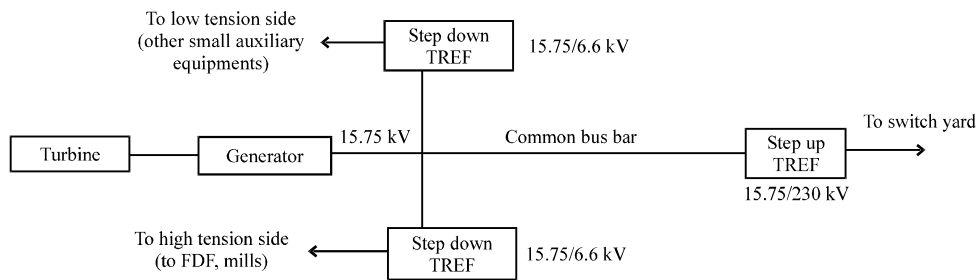 To low tension side
(other small auxiliary
equipments)
Step down
TREF
15.75/6.6 kV
Turbine
Generator
15.75 kV
Common bus bar
Step up
TREF
15.75/230 kV
To switch yard
To high tension side
(to FDF, mills)
Step down
TREF
15.75/6.6 kV